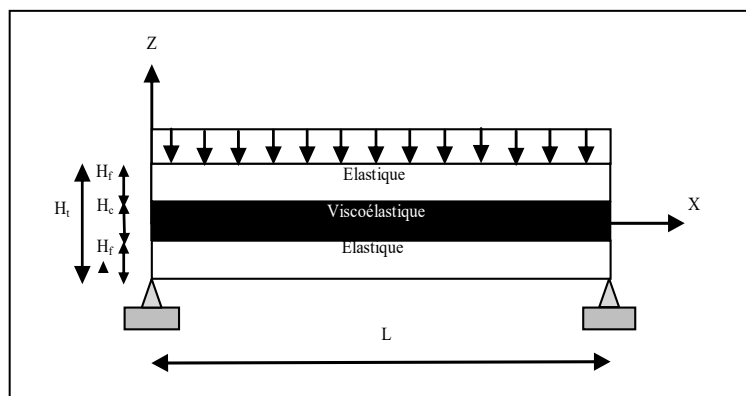 Z
H_f
Elastique
H_t
H_c
Viscoélastique
X
H_f
Elastique
L